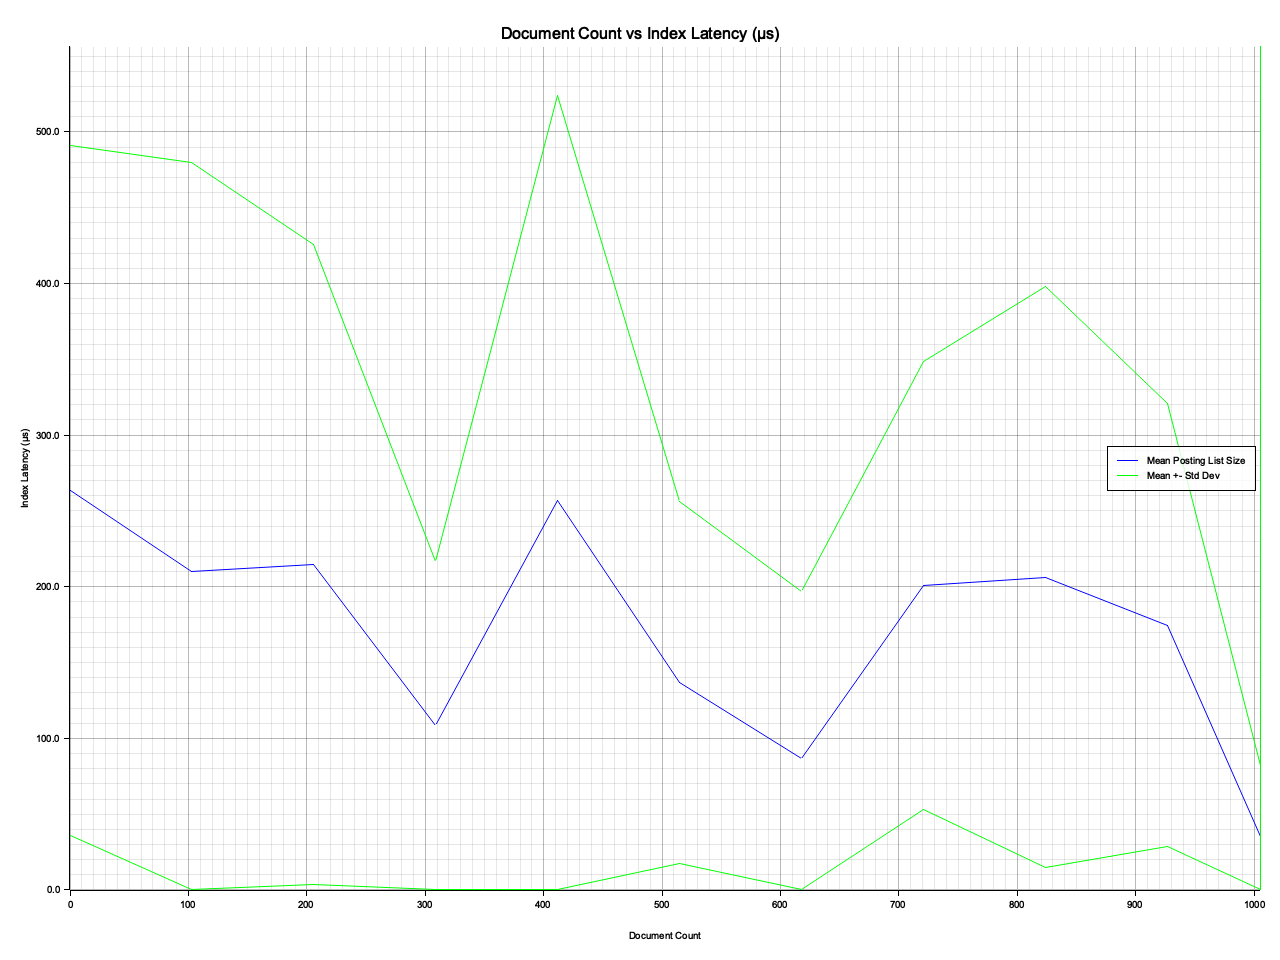 Document Count vs Index Latency (µs)
500.0
400.0
300.0
200.0
100.0
0.0
Index Latency (µs)
Mean Posting List Size
Mean +- Std Dev
0 100 200 300 400 500 600 700 800 900 1000
Document Count